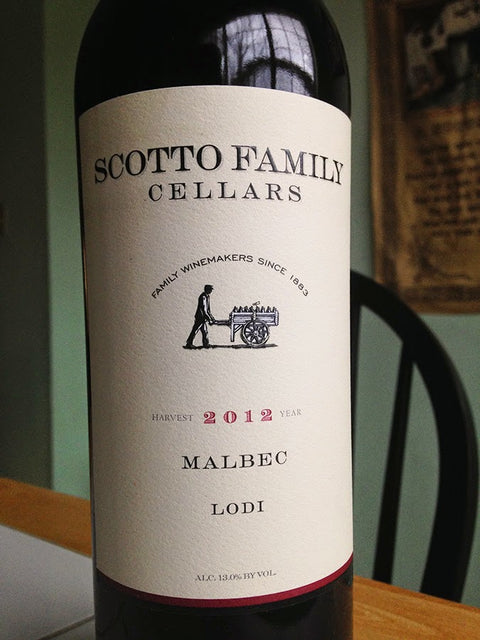 SCOTTO FAMILY
CELLARS
FAMILY WINEMAKERS SINCE 1883
HARVEST 2012 YEAR
MALBEC
LODI
ALC. 13.0% BY VOL.